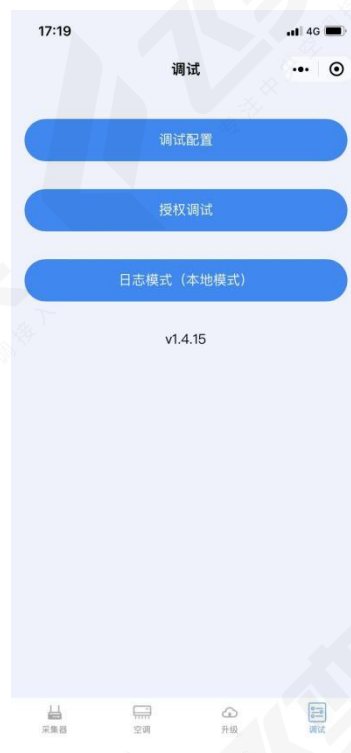 17:19
4G
调试
调试配置
授权调试
日志模式（本地模式）
v1.4.15
采集器
空调
升级
调试